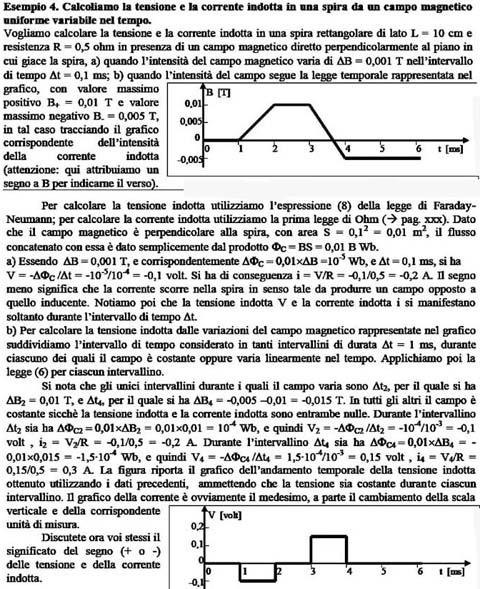 Esempio 4. Calcoliamo la tensione e la corrente indotta in una spira da un campo magnetico
uniforme variabile nel tempo.
Vogliamo calcolare la tensione e la corrente indotta in una spira rettangolare di lato L = 10 cm e
resistenza R = 0,5 ohm in presenza di un campo magnetico diretto perpendicolarmente al piano in
cui giace la spira, a) quando l'intensità del campo magnetico varia di ΔB = 0,001 T nell'intervallo
di tempo Δt = 0,1 ms; b) quando l'intensità del campo segue la legge temporale rappresentata nel
grafico, con valore massimo
positivo B₊ = 0,01 T e valore
massimo negativo B₋ = 0,005 T,
in tal caso tracciando il grafico
corrispondente dell'intensità
della corrente indotta
(attenzione: qui attribuiamo un
segno a B per indicarne il verso).
B [T]
0,01
0,005
0
-0,005
0 1 2 3 4 5 6 t [ms]
Per calcolare la tensione indotta utilizziamo l'espressione (8) della legge di Faraday-
Neumann; per calcolare la corrente indotta utilizziamo la prima legge di Ohm (→ pag. xxx). Dato
che il campo magnetico è perpendicolare alla spira, con area S = 0,1² = 0,01 m², il flusso
concatenato con essa è dato semplicemente dal prodotto Φc = BS = 0,01 B Wb.
a) Essendo ΔB = 0,001 T, e corrispondentemente ΔΦc = 0,01×ΔB =10⁻⁵ Wb, e Δt = 0,1 ms, si ha
V = -ΔΦc /Δt = -10⁻⁵/10⁻⁴ = -0,1 volt. Si ha di conseguenza i = V/R = -0,1/0,5 = -0,2 A. Il segno
meno significa che la corrente scorre nella spira in senso tale da produrre un campo opposto a
quello inducente. Notiamo poi che la tensione indotta V e la corrente indotta i si manifestano
soltanto durante l'intervallo di tempo Δt.
b) Per calcolare la tensione indotta dalle variazioni del campo magnetico rappresentate nel grafico
suddividiamo l'intervallo di tempo considerato in tanti intervallini di durata Δt = 1 ms, durante
ciascuno dei quali il campo è costante oppure varia linearmente nel tempo. Applichiamo poi la
legge (6) per ciascun intervallino.
Si nota che gli unici intervallini durante i quali il campo varia sono Δt₂, per il quale si ha
ΔB₂ = 0,01 T, e Δt₄, per il quale si ha ΔB₄ = -0,005 –0,01 = -0,015 T. In tutti gli altri il campo è
costante sicchè la tensione indotta e la corrente indotta sono entrambe nulle. Durante l'intervallino
Δt₂ sia ha ΔΦc₂ = 0,01×ΔB₂ = 0,01×0,01 = 10⁻⁴ Wb, e quindi V₂ = -ΔΦc₂ /Δt₂ = -10⁻⁴/10⁻³ = -0,1
volt , i₂ = V₂/R = -0,1/0,5 = -0,2 A. Durante l'intervallino Δt₄ sia ha ΔΦc₄ = 0,01×ΔB₄ = -
0,01×0,015 = -1,5·10⁻⁴ Wb, e quindi V₄ = -ΔΦc₄ /Δt₄ = 1,5·10⁻⁴/10⁻³ = 0,15 volt , i₄ = V₄/R =
0,15/0,5 = 0,3 A. La figura riporta il grafico dell'andamento temporale della tensione indotta
ottenuto utilizzando i dati precedenti, ammettendo che la tensione sia costante durante ciascun
intervallino. Il grafico della corrente è ovviamente il medesimo, a parte il cambiamento della scala
verticale e della corrispondente
unità di misura.
Discutete ora voi stessi il
significato del segno (+ o -)
delle tensione e della corrente
indotta.
V [volt]
0,2
0,1
0
-0,1
0 1 2 3 4 5 6 t [ms]